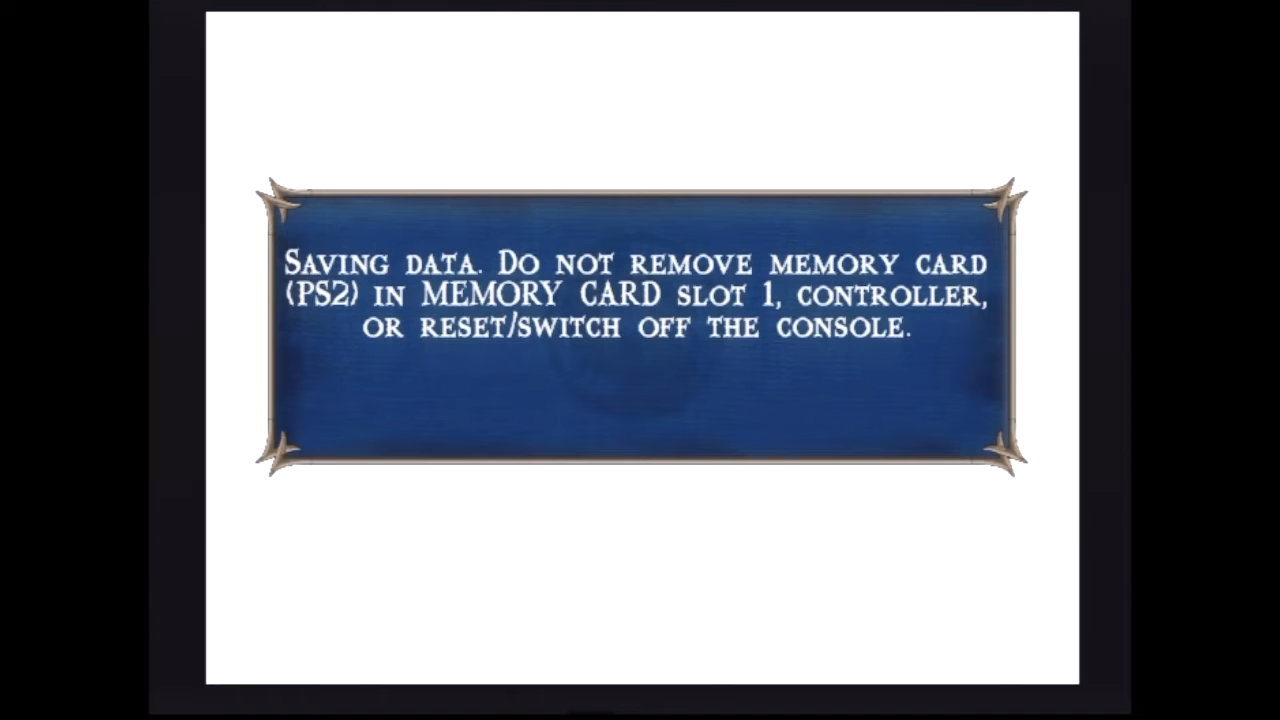 Saving data. Do not remove memory card
(PS2) in MEMORY CARD slot 1, controller,
or reset/switch off the console.